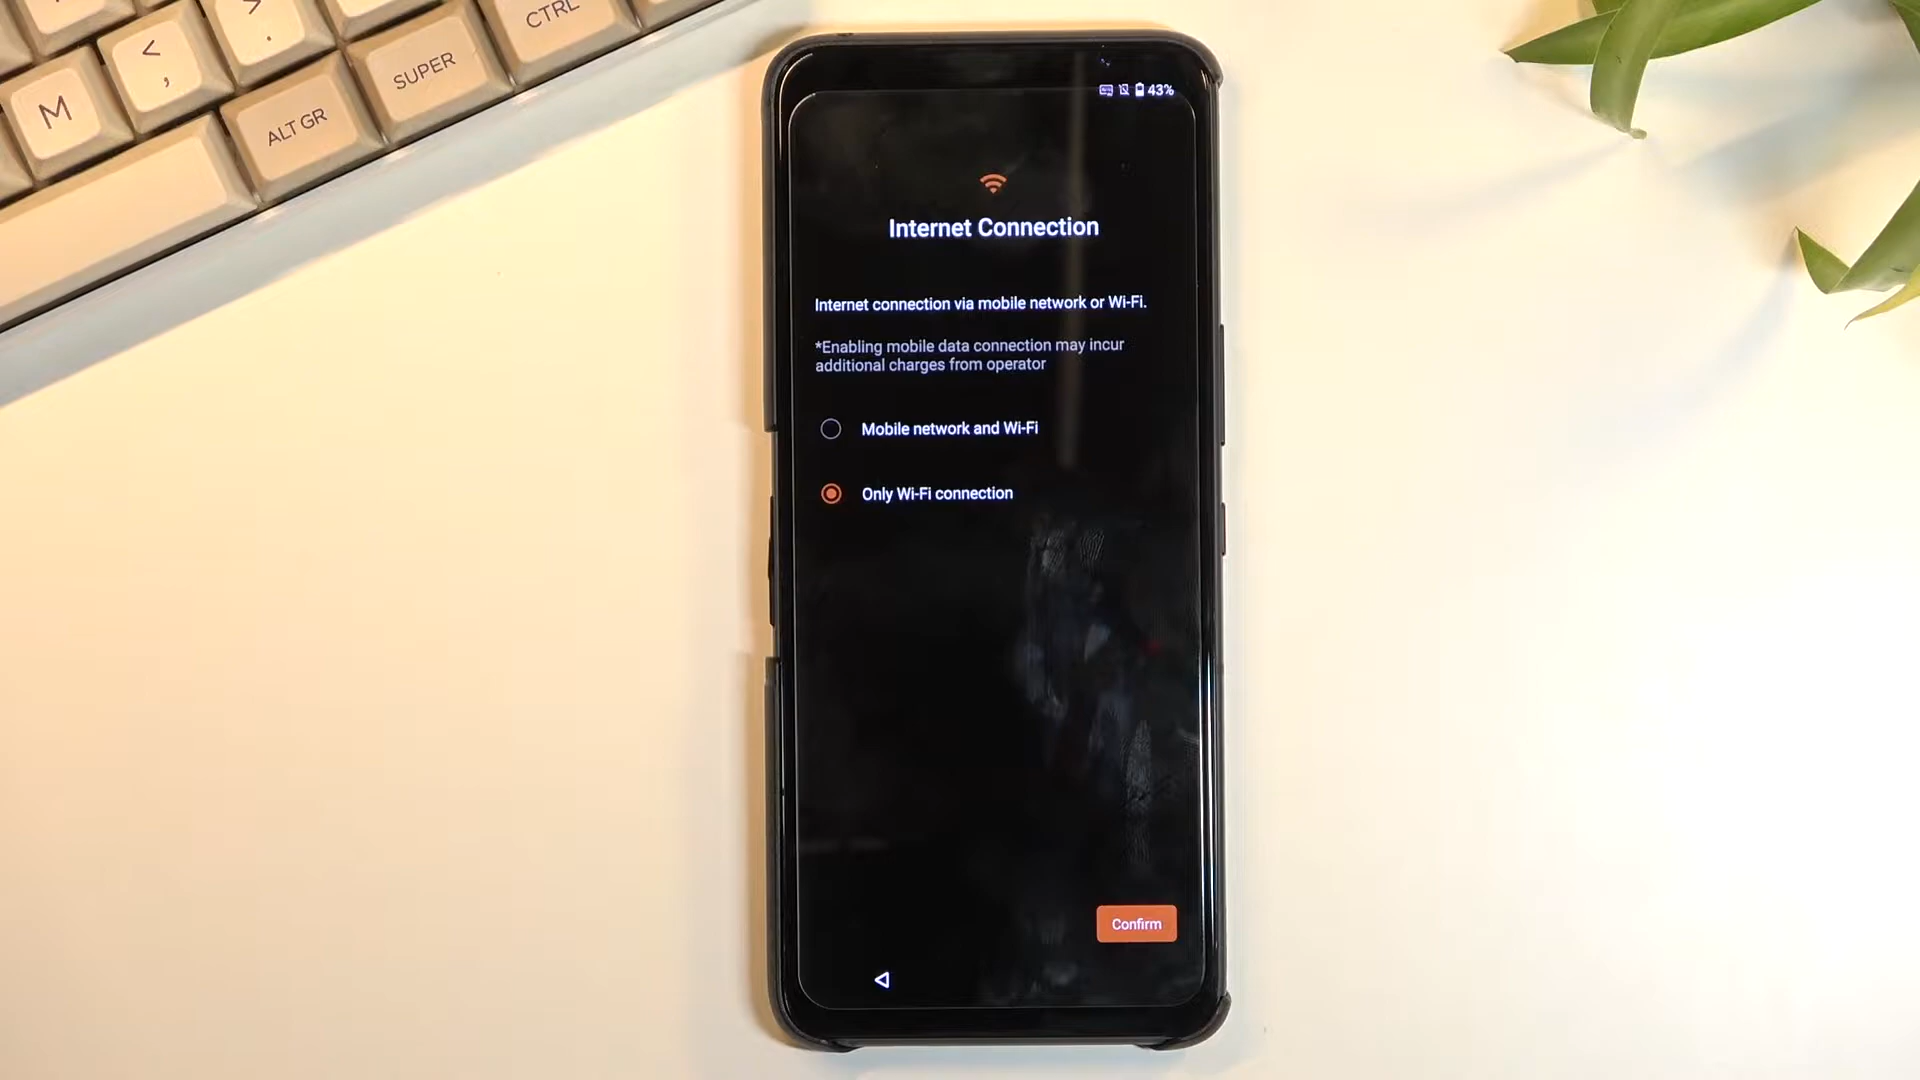 CTRL
SUPER
ALT GR
M
<
,
>
.
43%
Internet Connection
Internet connection via mobile network or Wi-Fi.
*Enabling mobile data connection may incur
additional charges from operator
Mobile network and Wi-Fi
Only Wi-Fi connection
Confirm